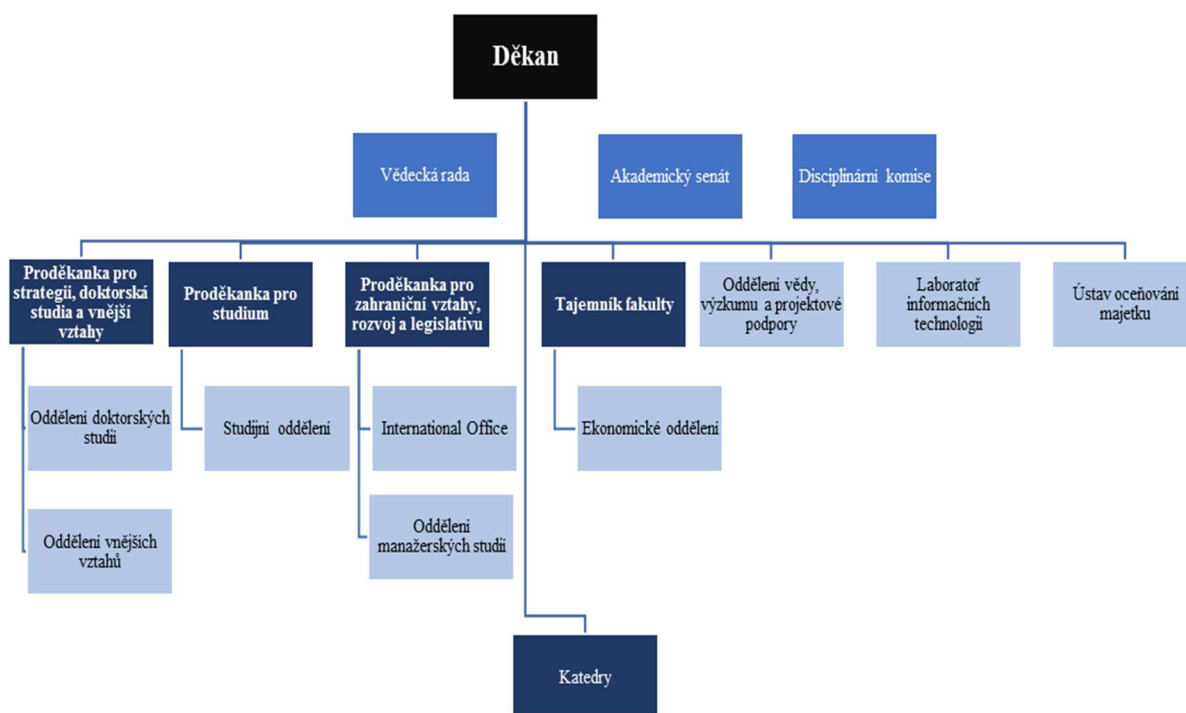 Děkan
Vědecká rada
Akademický senát
Disciplinární komise
Proděkanka pro
strategii, doktorská
studia a vnější
vztahy
Proděkanka pro
studium
Proděkanka pro
zahraniční vztahy,
rozvoj a legislativu
Tajemník fakulty
Oddělení vědy,
výzkumu a projektové
podpory
Laboratoř
informačních
technologií
Ústav oceňování
majetku
Oddělení doktorských
studií
Studijní oddělení
International Office
Ekonomické oddělení
Oddělení vnějších
vztahů
Oddělení
manažerských studií
Katedry